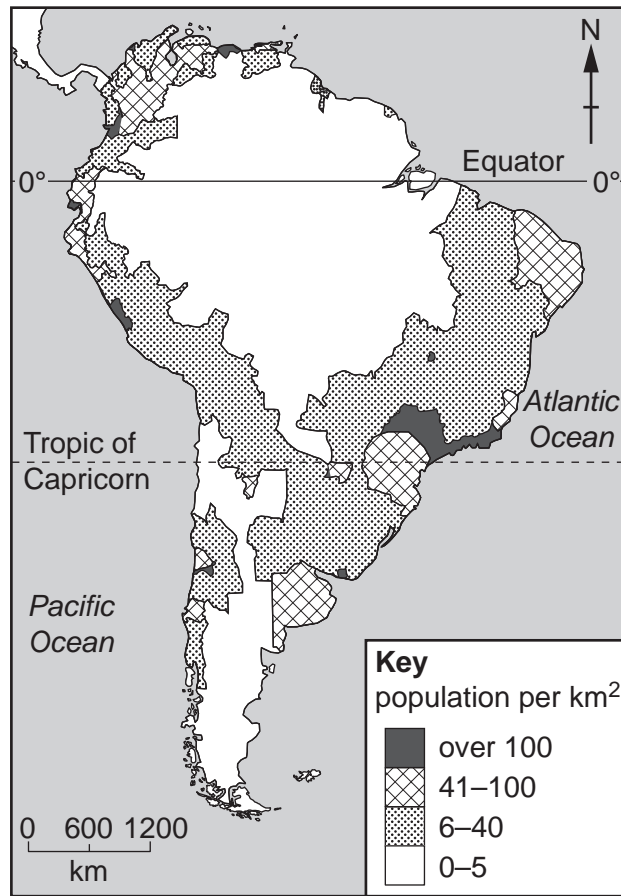 N
Equator
0° 0°
Atlantic
Ocean
Tropic of
Capricorn
Pacific
Ocean
Key
population per km²
over 100
41–100
6–40
0–5
0 600 1200
km